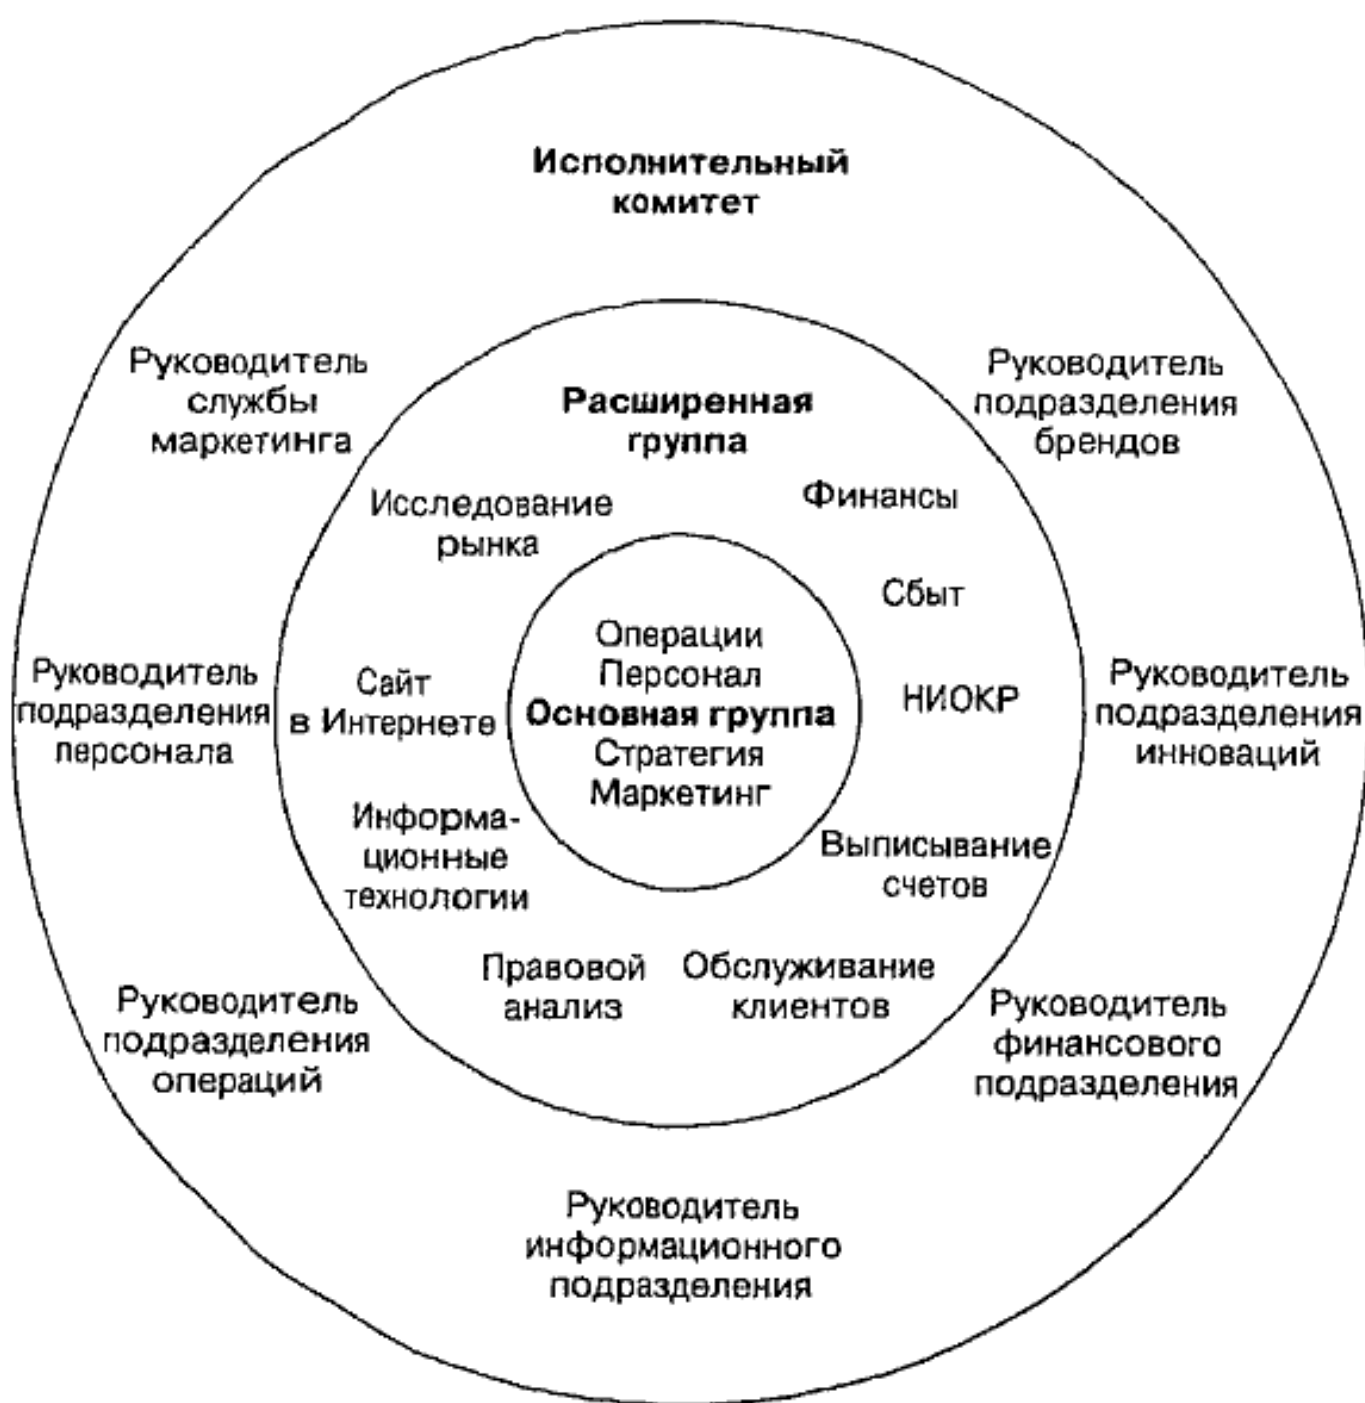 Исполнительный
комитет
Руководитель
службы
маркетинга
Руководитель
подразделения
брендов
Расширенная
группа
Исследование
рынка
Финансы
Сбыт
Операции
Персонал
Основная группа
Стратегия
Маркетинг
Руководитель
подразделения
персонала
Сайт
в Интернете
НИОКР
Руководитель
подразделения
инноваций
Информа-
ционные
технологии
Выписывание
счетов
Правовой
анализ
Обслуживание
клиентов
Руководитель
подразделения
операций
Руководитель
финансового
подразделения
Руководитель
информационного
подразделения